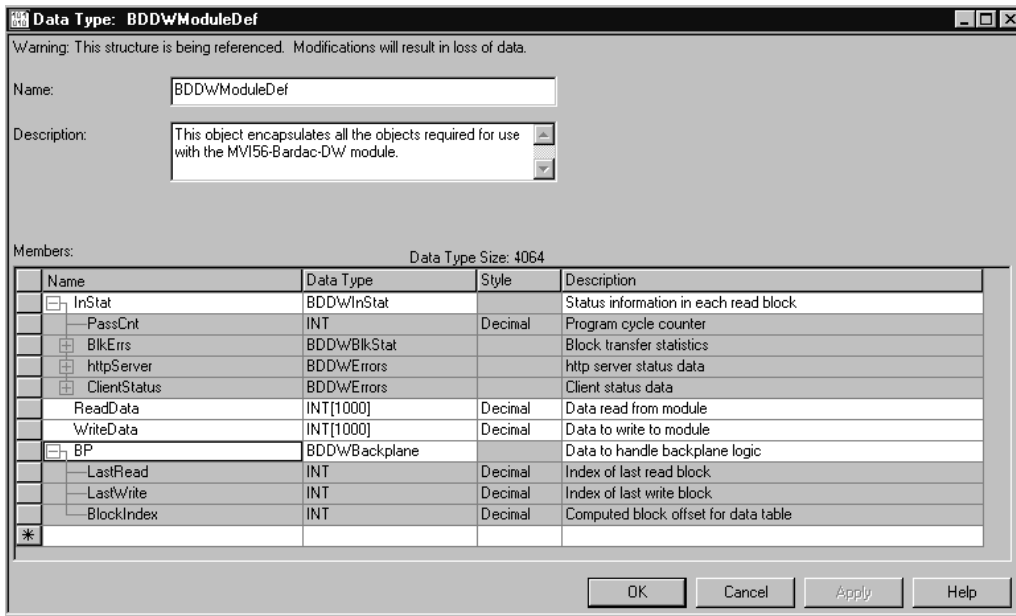 Data Type: BDDWModuleDef
Warning: This structure is being referenced. Modifications will result in loss of data.
Name: BDDWModuleDef
Description: This object encapsulates all the objects required for use
with the MVI56-Bardac-DW module.
Members: Data Type Size: 4064
Name Data Type Style Description
InStat BDDWInStat Status information in each read block
PassCnt INT Decimal Program cycle counter
BlkErrs BDDWBlkStat Block transfer statistics
httpServer BDDWErrors http server status data
ClientStatus BDDWErrors Client status data
ReadData INT[1000] Decimal Data read from module
WriteData INT[1000] Decimal Data to write to module
BP BDDWBackplane Data to handle backplane logic
LastRead INT Decimal Index of last read block
LastWrite INT Decimal Index of last write block
BlockIndex INT Decimal Computed block offset for data table
OK Cancel Apply Help